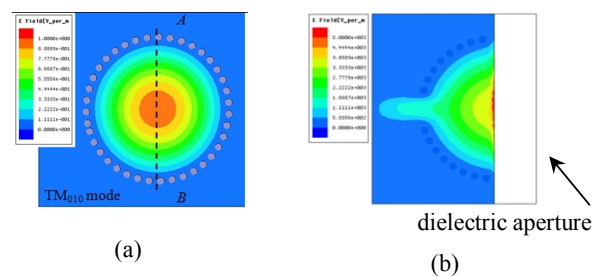 A
E Field[V_per_m
1.0000e+000
8.8889e-001
7.7778e-001
6.6667e-001
5.5556e-001
4.4444e-001
3.3333e-001
2.2222e-001
1.1111e-001
0.0000e+000
TM010 mode
B
(a)
E Field[V_per_m
5.0000e+003
4.4444e+003
3.8889e+003
3.3333e+003
2.7778e+003
2.2222e+003
1.6667e+003
1.1111e+003
5.5556e+002
0.0000e+000
dielectric aperture
(b)